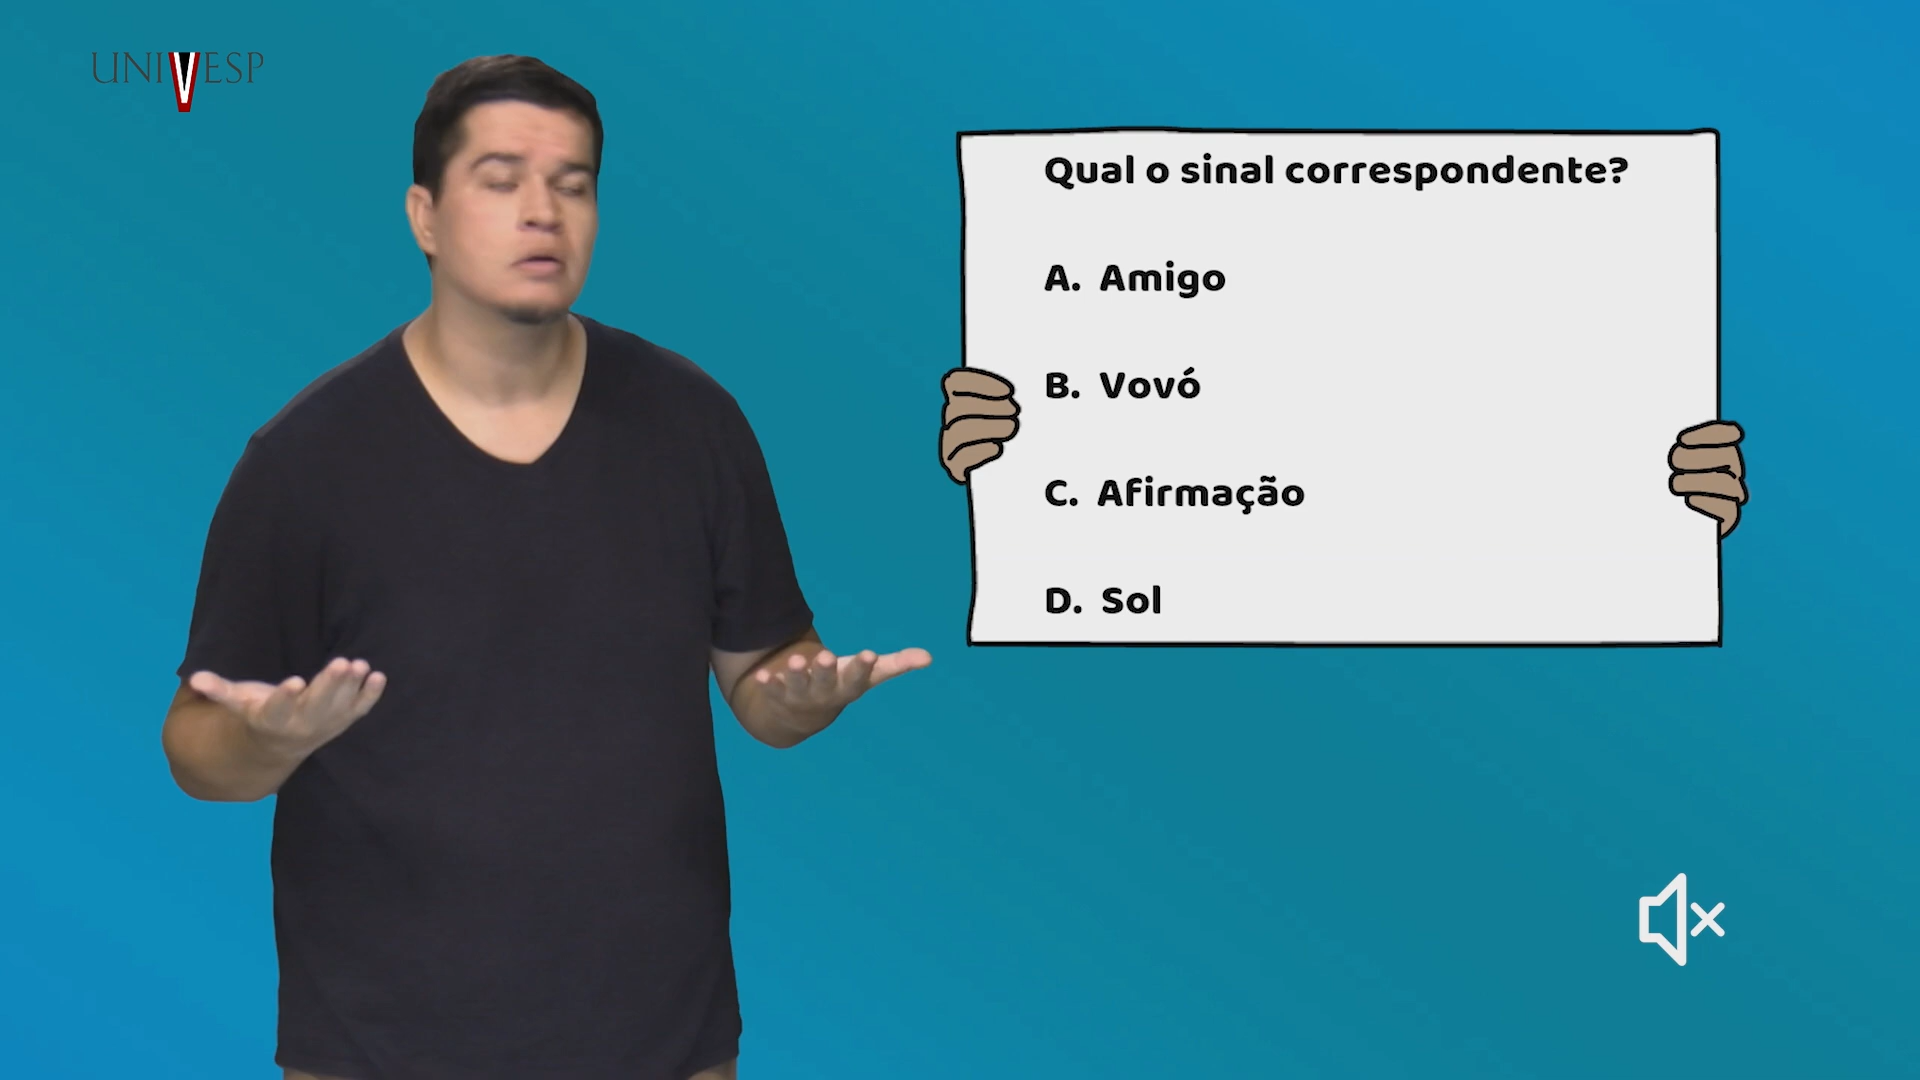 UNIVESP
Qual o sinal correspondente?
A. Amigo
B. Vovó
C. Afirmação
D. Sol